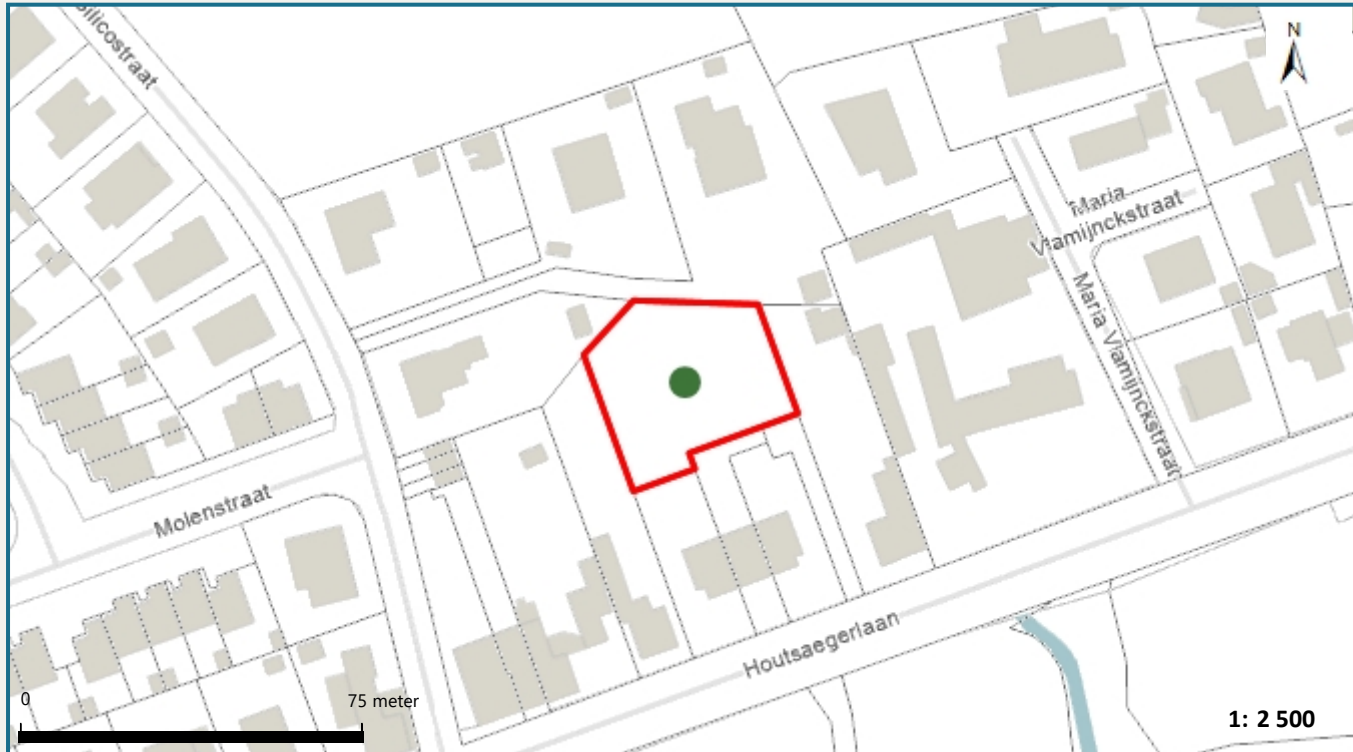 N
Maria
Vlamijnckstraat
Maria Vlamijnckstraat
Molenstraat
Houtsaegerlaan
0
75 meter
1: 2 500